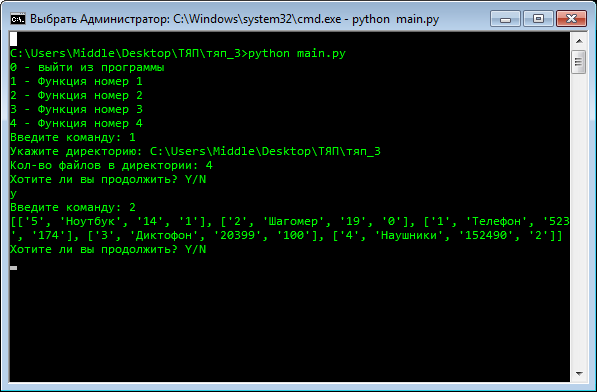 Выбрать Администратор: C:\Windows\system32\cmd.exe - python  main.py
C:\Users\Middle\Desktop\ТЯП\тяп_3>python main.py
0 - выйти из программы
1 - Функция номер 1
2 - Функция номер 2
3 - Функция номер 3
4 - Функция номер 4
Введите команду: 1
Укажите директорию: C:\Users\Middle\Desktop\ТЯП\тяп_3
Кол-во файлов в директории: 4
Хотите ли вы продолжить? Y/N
y
Введите команду: 2
[['5', 'Ноутбук', '14', '1'], ['2', 'Шагомер', '19', '0'], ['1', 'Телефон', '523
', '174'], ['3', 'Диктофон', '20399', '100'], ['4', 'Наушники', '152490', '2']]
Хотите ли вы продолжить? Y/N